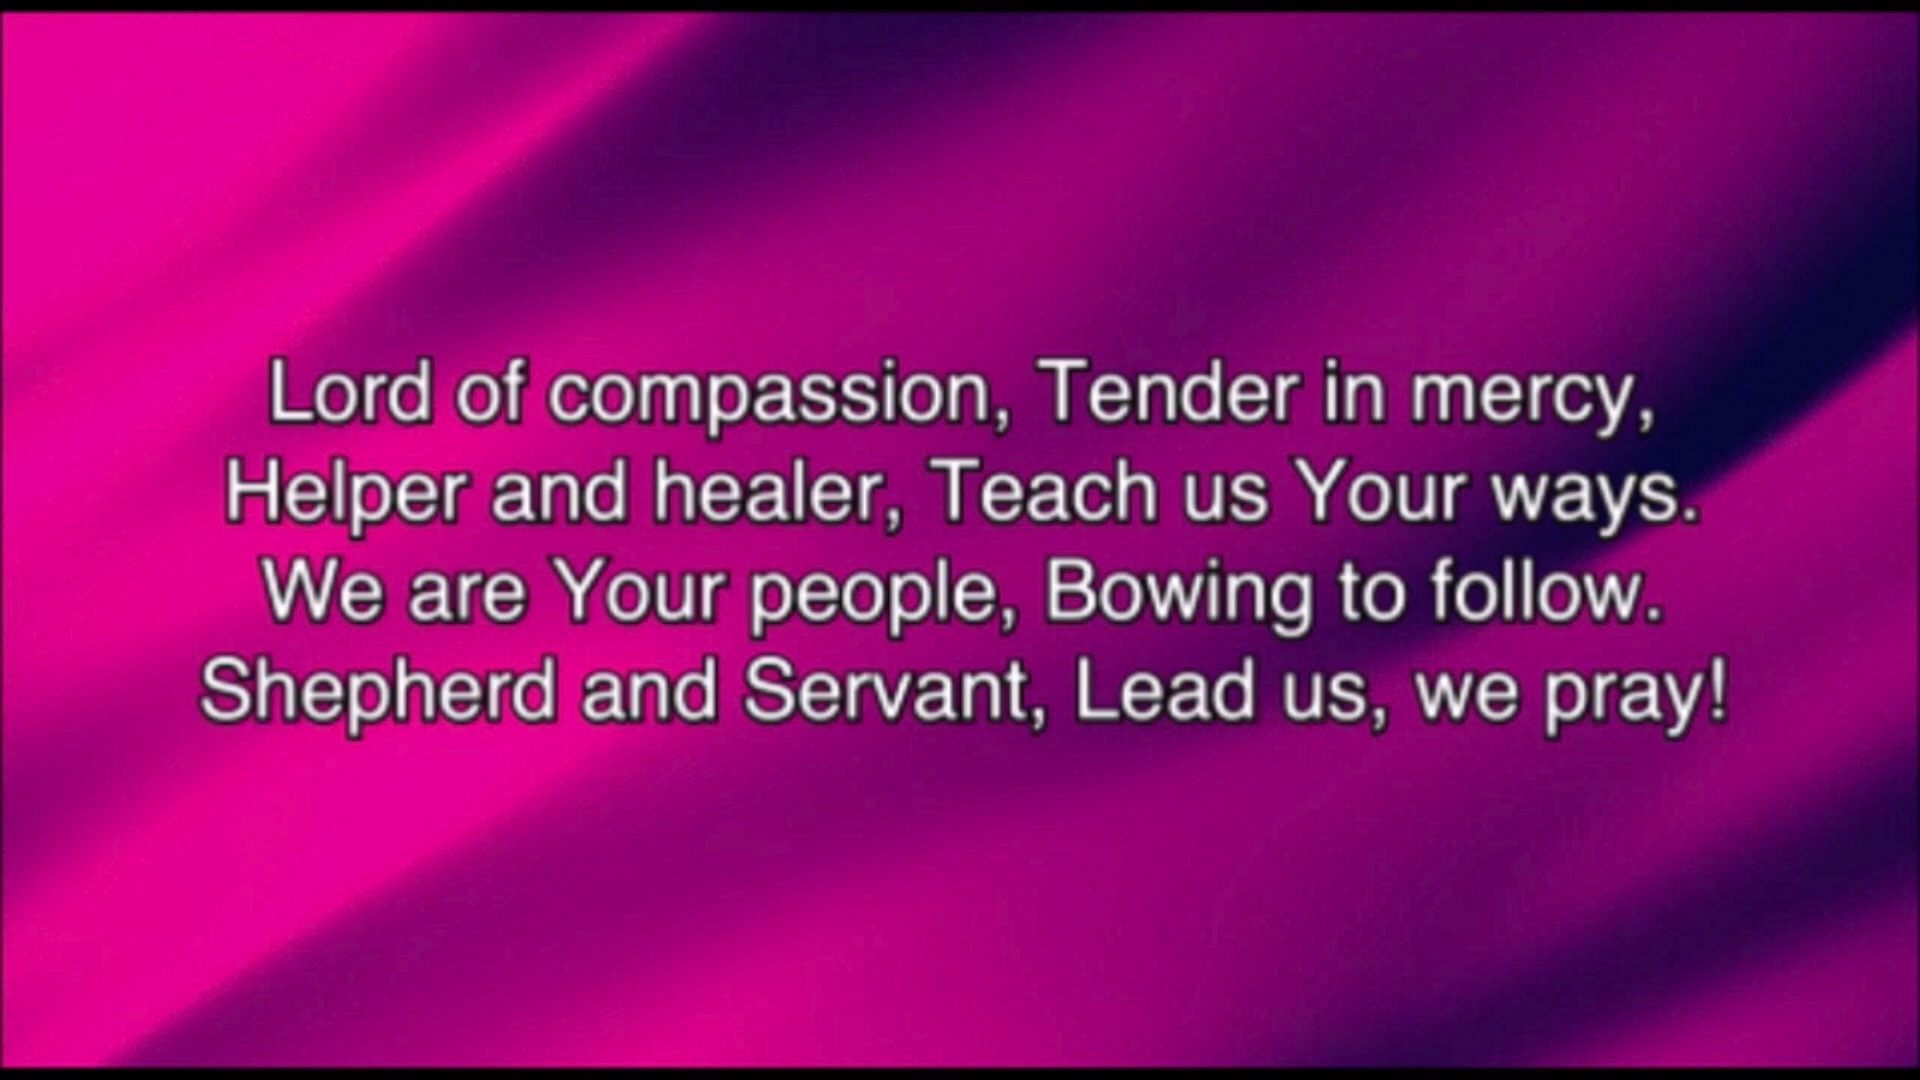 Lord of compassion, Tender in mercy,
Helper and healer, Teach us Your ways.
We are Your people, Bowing to follow.
Shepherd and Servant, Lead us, we pray!